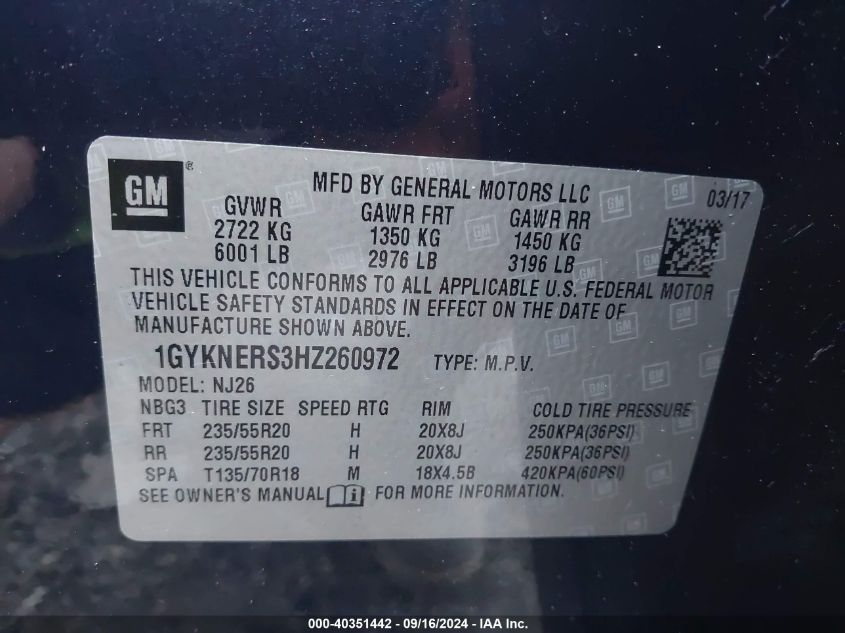 GM ®
MFD BY GENERAL MOTORS LLC 03/17
GVWR GAWR FRT GAWR RR
2722 KG 1350 KG 1450 KG
6001 LB 2976 LB 3196 LB
THIS VEHICLE CONFORMS TO ALL APPLICABLE U.S. FEDERAL MOTOR
VEHICLE SAFETY STANDARDS IN EFFECT ON THE DATE OF
MANUFACTURE SHOWN ABOVE.
1GYKNERS3HZ260972 TYPE: M.P.V.
MODEL: NJ26
NBG3 TIRE SIZE SPEED RTG RIM COLD TIRE PRESSURE
FRT 235/55R20 H 20X8J 250KPA(36PSI)
RR 235/55R20 H 20X8J 250KPA(36PSI)
SPA T135/70R18 M 18X4.5B 420KPA(60PSI)
SEE OWNER'S MANUAL FOR MORE INFORMATION.
000-40351442 - 09/16/2024 - IAA, Inc.